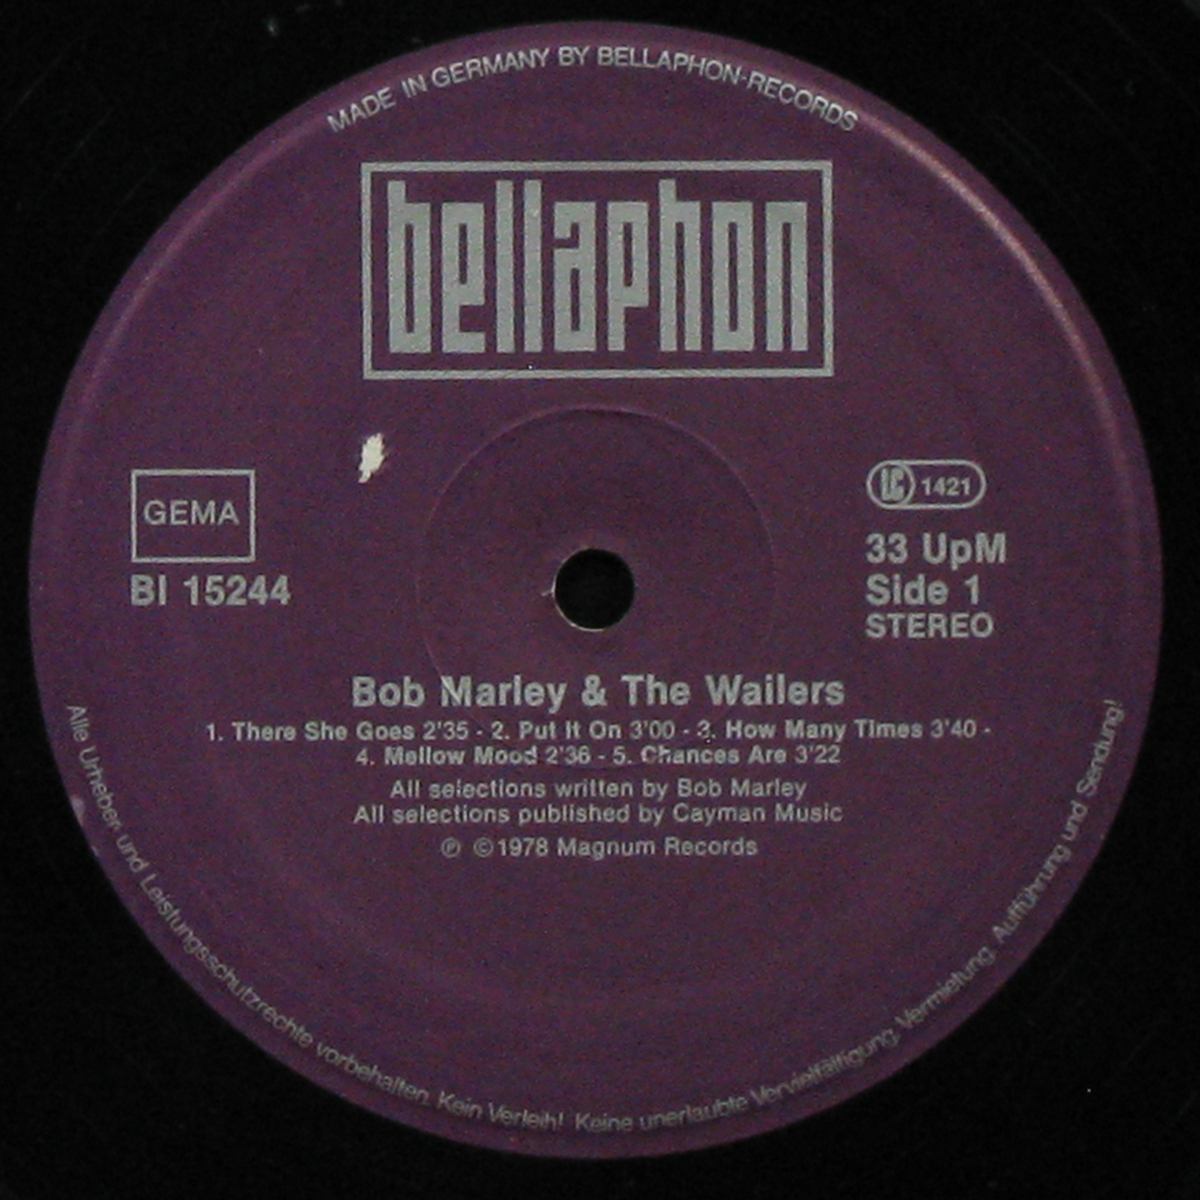 MADE IN GERMANY BY BELLAPHON-RECORDS
bellaphon
GEMA
BI 15244
LC 1421
33 UpM
Side 1
STEREO
Bob Marley & The Wailers
1. There She Goes 2'35 - 2. Put It On 3'00 - 3. How Many Times 3'40 -
4. Mellow Mood 2'36 - 5. Chances Are 3'22
All selections written by Bob Marley
All selections published by Cayman Music
℗ ©1978 Magnum Records
Alle Urheber- und Leistungsschutzrechte vorbehalten. Kein Verleih! Keine unerlaubte Vervielfältigung, Vermietung, Aufführung und Sendung!